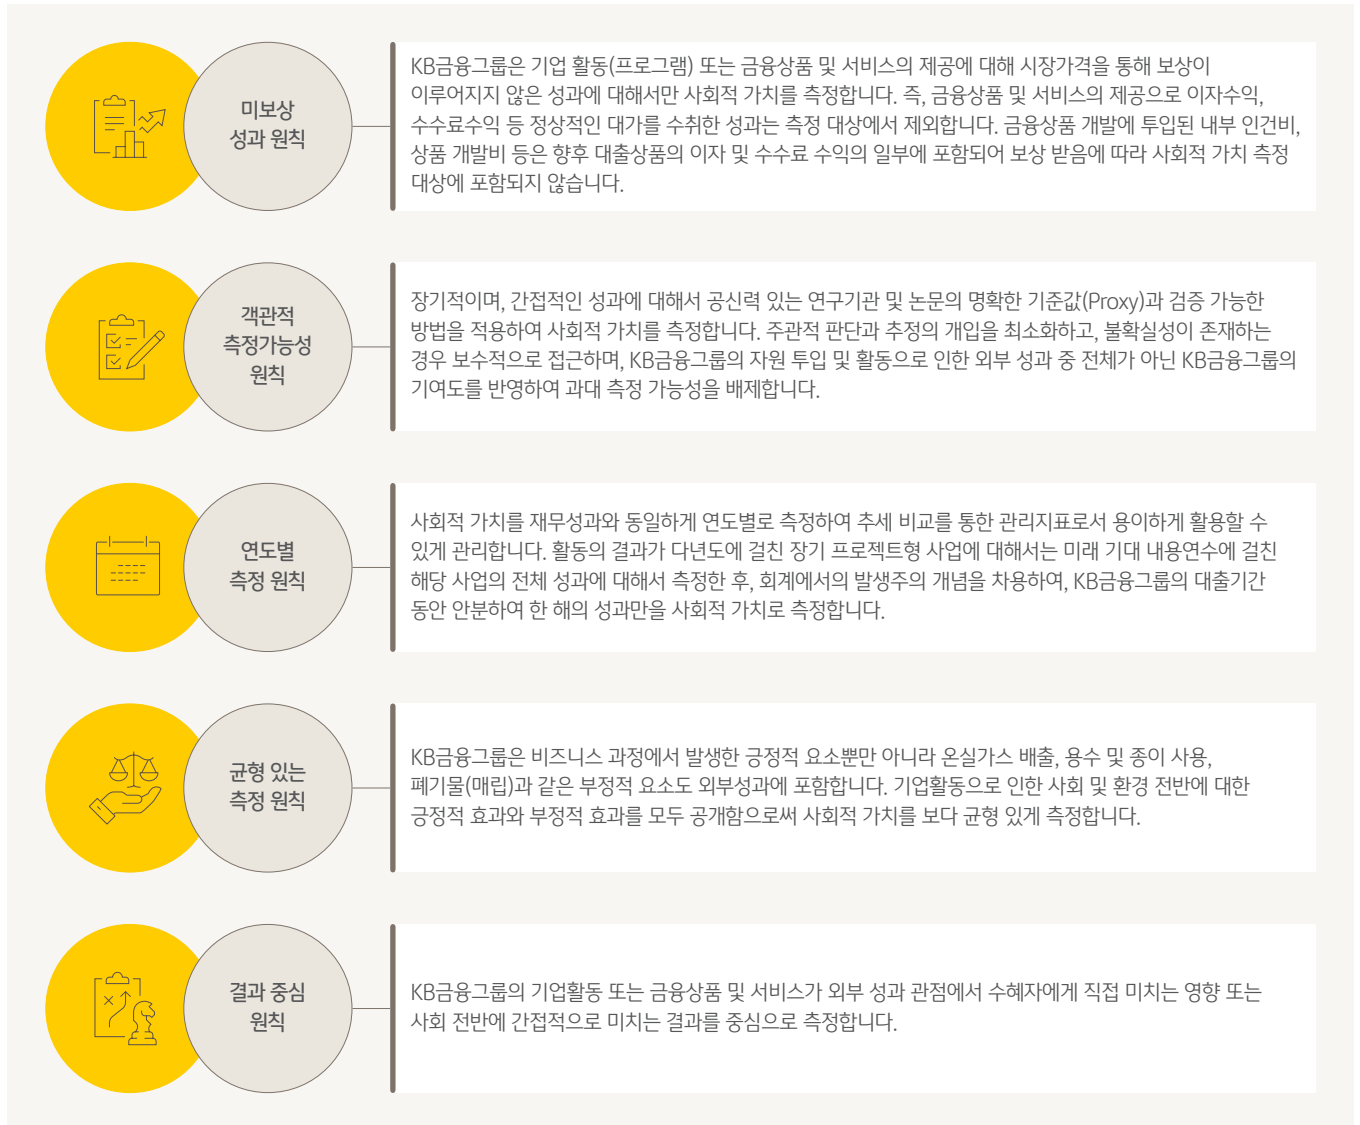 미보상
성과 원칙
KB금융그룹은 기업 활동(프로그램) 또는 금융상품 및 서비스의 제공에 대해 시장가격을 통해 보상이
이루어지지 않은 성과에 대해서만 사회적 가치를 측정합니다. 즉, 금융상품 및 서비스의 제공으로 이자수익,
수수료수익 등 정상적인 대가를 수취한 성과는 측정 대상에서 제외합니다. 금융상품 개발에 투입된 내부 인건비,
상품 개발비 등은 향후 대출상품의 이자 및 수수료 수익의 일부에 포함되어 보상 받음에 따라 사회적 가치 측정
대상에 포함되지 않습니다.
객관적
측정가능성
원칙
장기적이며, 간접적인 성과에 대해서 공신력 있는 연구기관 및 논문의 명확한 기준값(Proxy)과 검증 가능한
방법을 적용하여 사회적 가치를 측정합니다. 주관적 판단과 추정의 개입을 최소화하고, 불확실성이 존재하는
경우 보수적으로 접근하며, KB금융그룹의 자원 투입 및 활동으로 인한 외부 성과 중 전체가 아닌 KB금융그룹의
기여도를 반영하여 과대 측정 가능성을 배제합니다.
연도별
측정 원칙
사회적 가치를 재무성과와 동일하게 연도별로 측정하여 추세 비교를 통한 관리지표로서 용이하게 활용할 수
있게 관리합니다. 활동의 결과가 다년도에 걸친 장기 프로젝트형 사업에 대해서는 미래 기대 내용연수에 걸친
해당 사업의 전체 성과에 대해서 측정한 후, 회계에서의 발생주의 개념을 차용하여, KB금융그룹의 대출기간
동안 안분하여 한 해의 성과만을 사회적 가치로 측정합니다.
균형 있는
측정 원칙
KB금융그룹은 비즈니스 과정에서 발생한 긍정적 요소뿐만 아니라 온실가스 배출, 용수 및 종이 사용,
폐기물(매립)과 같은 부정적 요소도 외부성과에 포함합니다. 기업활동으로 인한 사회 및 환경 전반에 대한
긍정적 효과와 부정적 효과를 모두 공개함으로써 사회적 가치를 보다 균형 있게 측정합니다.
결과 중심
원칙
KB금융그룹의 기업활동 또는 금융상품 및 서비스가 외부 성과 관점에서 수혜자에게 직접 미치는 영향 또는
사회 전반에 간접적으로 미치는 결과를 중심으로 측정합니다.